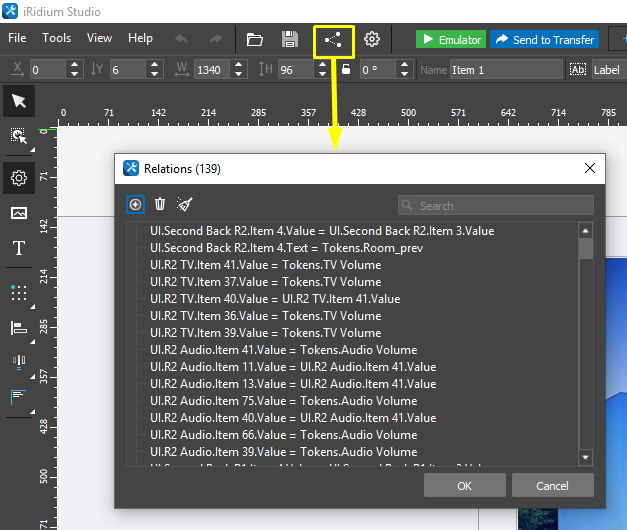 iRidium Studio
File Tools View Help Emulator Send to Transfer
X 0 Y 6 W 1340 H 96 0 ° Name Item 1 Ab Label
0 71 142 214 285 357 428 500 571 642 714 785
0
71
142
214
285
357
428
500
571
T
Relations (139)
Search
UI.Second Back R2.Item 4.Value = UI.Second Back R2.Item 3.Value
UI.Second Back R2.Item 4.Text = Tokens.Room_prev
UI.R2 TV.Item 41.Value = Tokens.TV Volume
UI.R2 TV.Item 37.Value = Tokens.TV Volume
UI.R2 TV.Item 40.Value = UI.R2 TV.Item 41.Value
UI.R2 TV.Item 36.Value = Tokens.TV Volume
UI.R2 TV.Item 39.Value = Tokens.TV Volume
UI.R2 Audio.Item 41.Value = Tokens.Audio Volume
UI.R2 Audio.Item 11.Value = UI.R2 Audio.Item 41.Value
UI.R2 Audio.Item 13.Value = UI.R2 Audio.Item 41.Value
UI.R2 Audio.Item 75.Value = Tokens.Audio Volume
UI.R2 Audio.Item 40.Value = UI.R2 Audio.Item 41.Value
UI.R2 Audio.Item 66.Value = Tokens.Audio Volume
UI.R2 Audio.Item 39.Value = Tokens.Audio Volume
OK Cancel